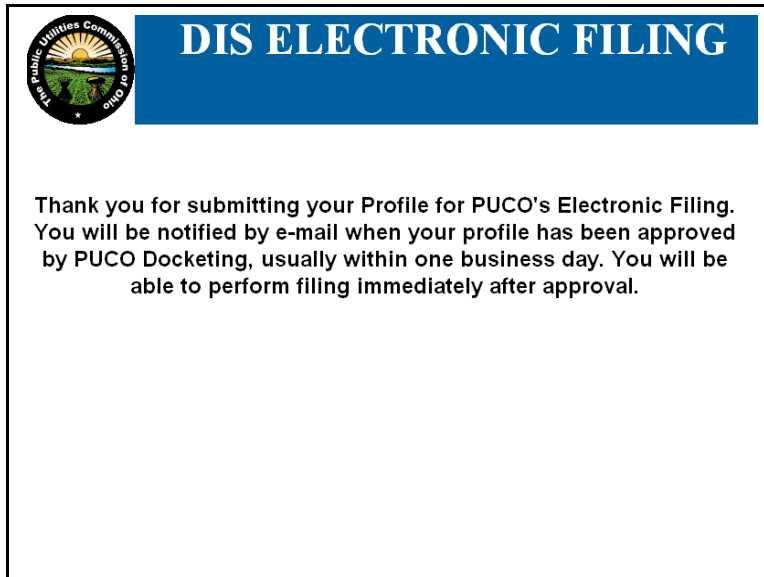 The Public Utilities Commission of Ohio
DIS ELECTRONIC FILING
Thank you for submitting your Profile for PUCO's Electronic Filing.
You will be notified by e-mail when your profile has been approved
by PUCO Docketing, usually within one business day. You will be
able to perform filing immediately after approval.